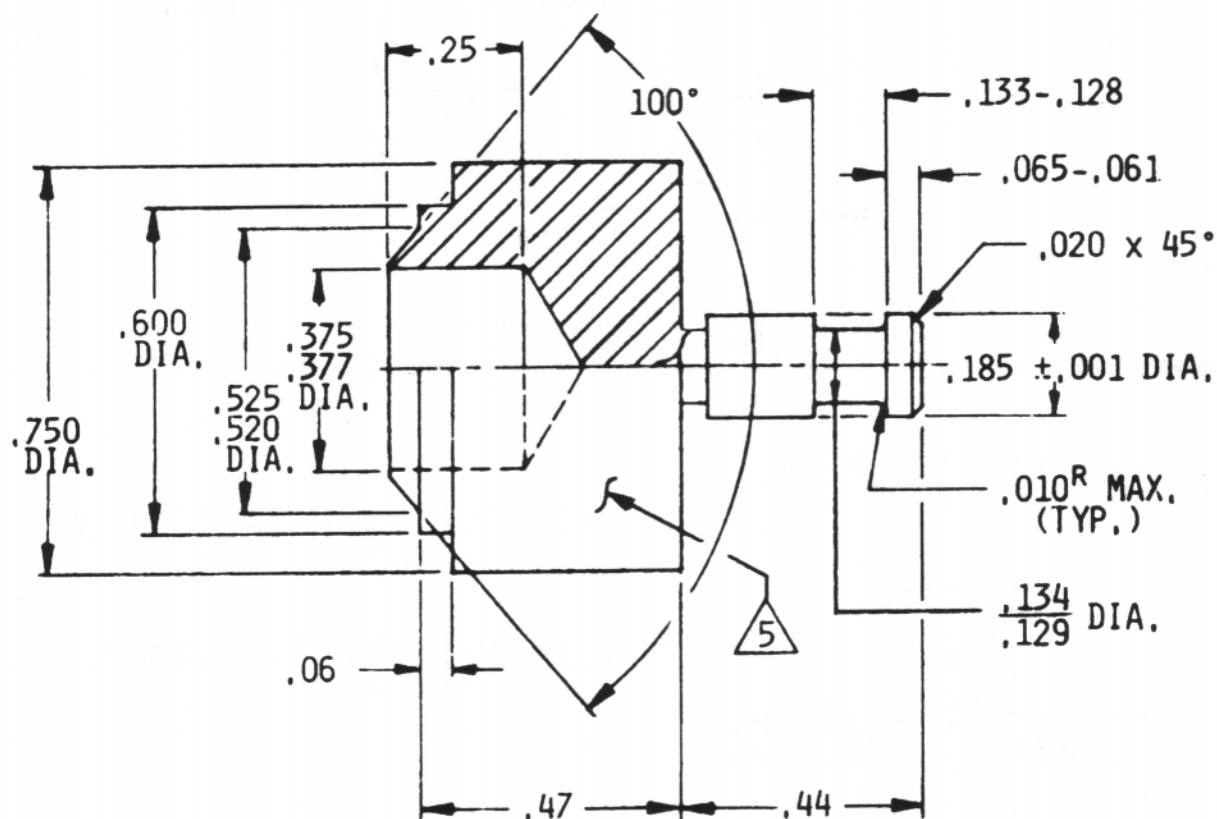 .25
100°
.133-.128
.065-.061
.020 x 45°
.600
DIA.
.375
.377
DIA.
.185 ±.001 DIA.
.525
.520
DIA.
.750
DIA.
.010R MAX.
(TYP.)
.134
.129 DIA.
5
.06
.47
.44